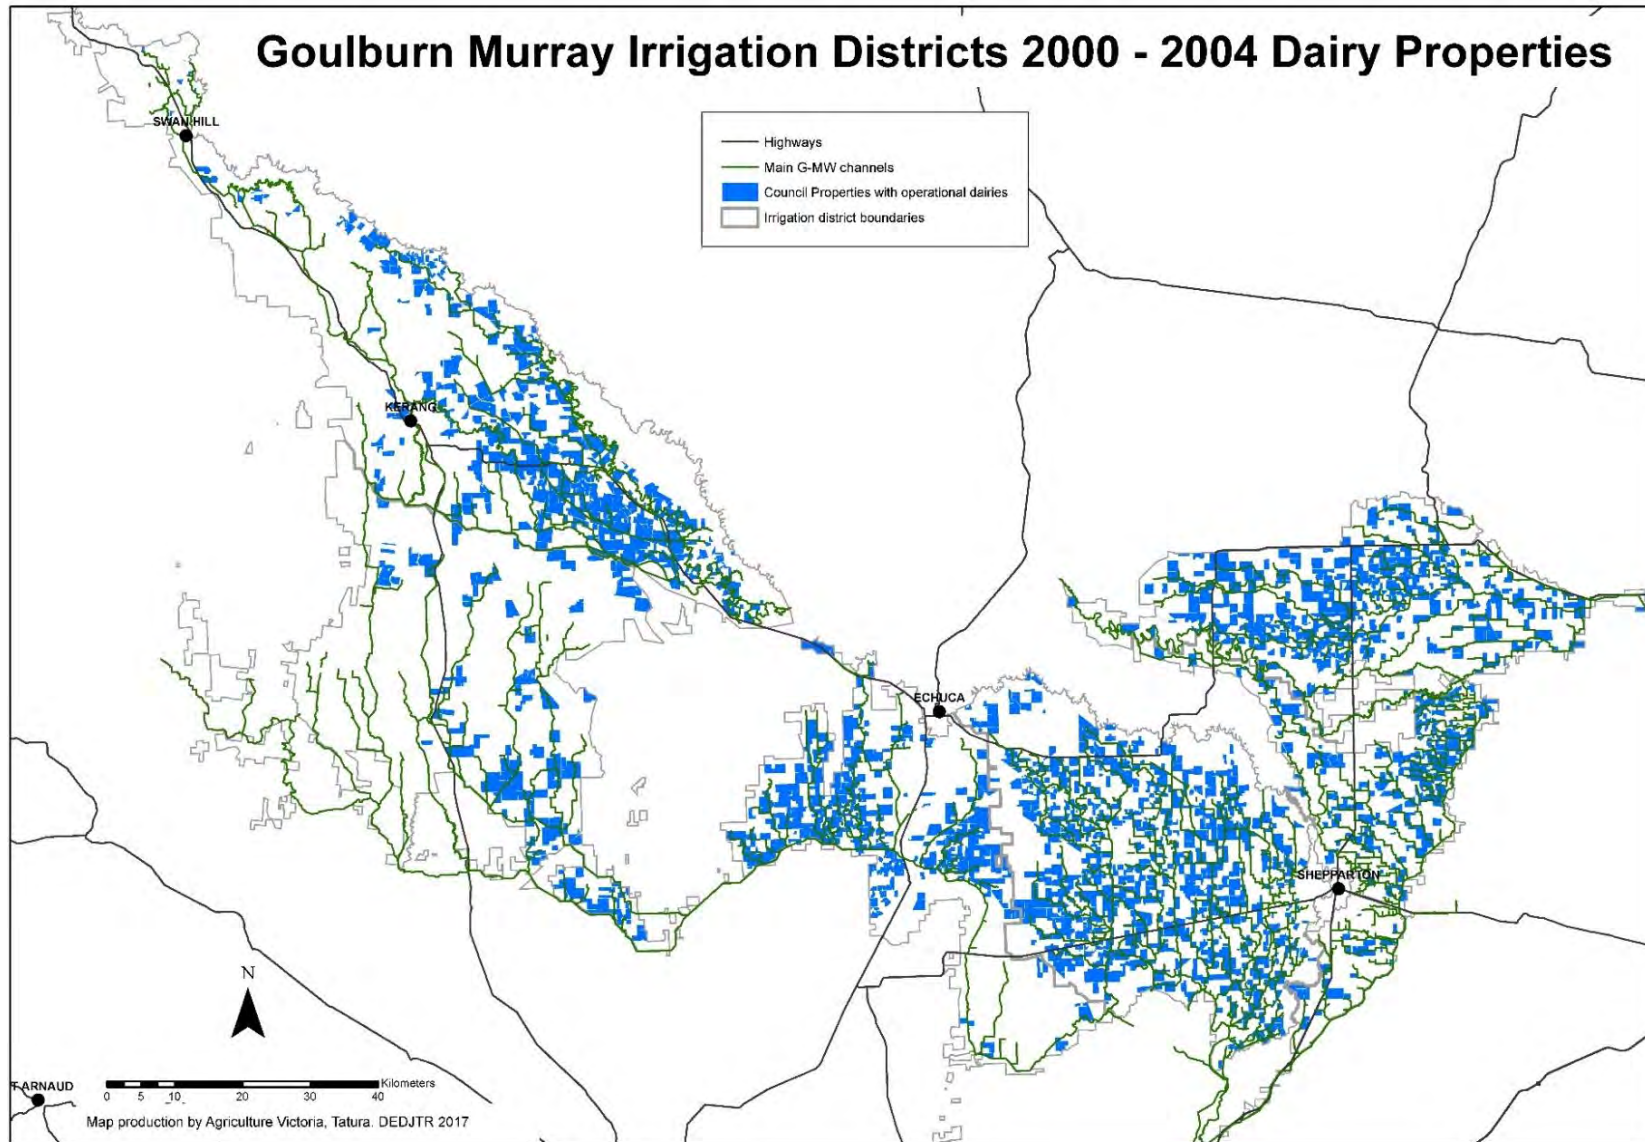 Goulburn Murray Irrigation Districts 2000 - 2004 Dairy Properties
Highways
Main G-MW channels
Council Properties with operational dairies
Irrigation district boundaries
SWAN HILL
KERANG
ECHUCA
SHEPPARTON
N
T ARNAUD
Kilometers
0 5 10 20 30 40
Map production by Agriculture Victoria, Tatura. DEDJTR 2017